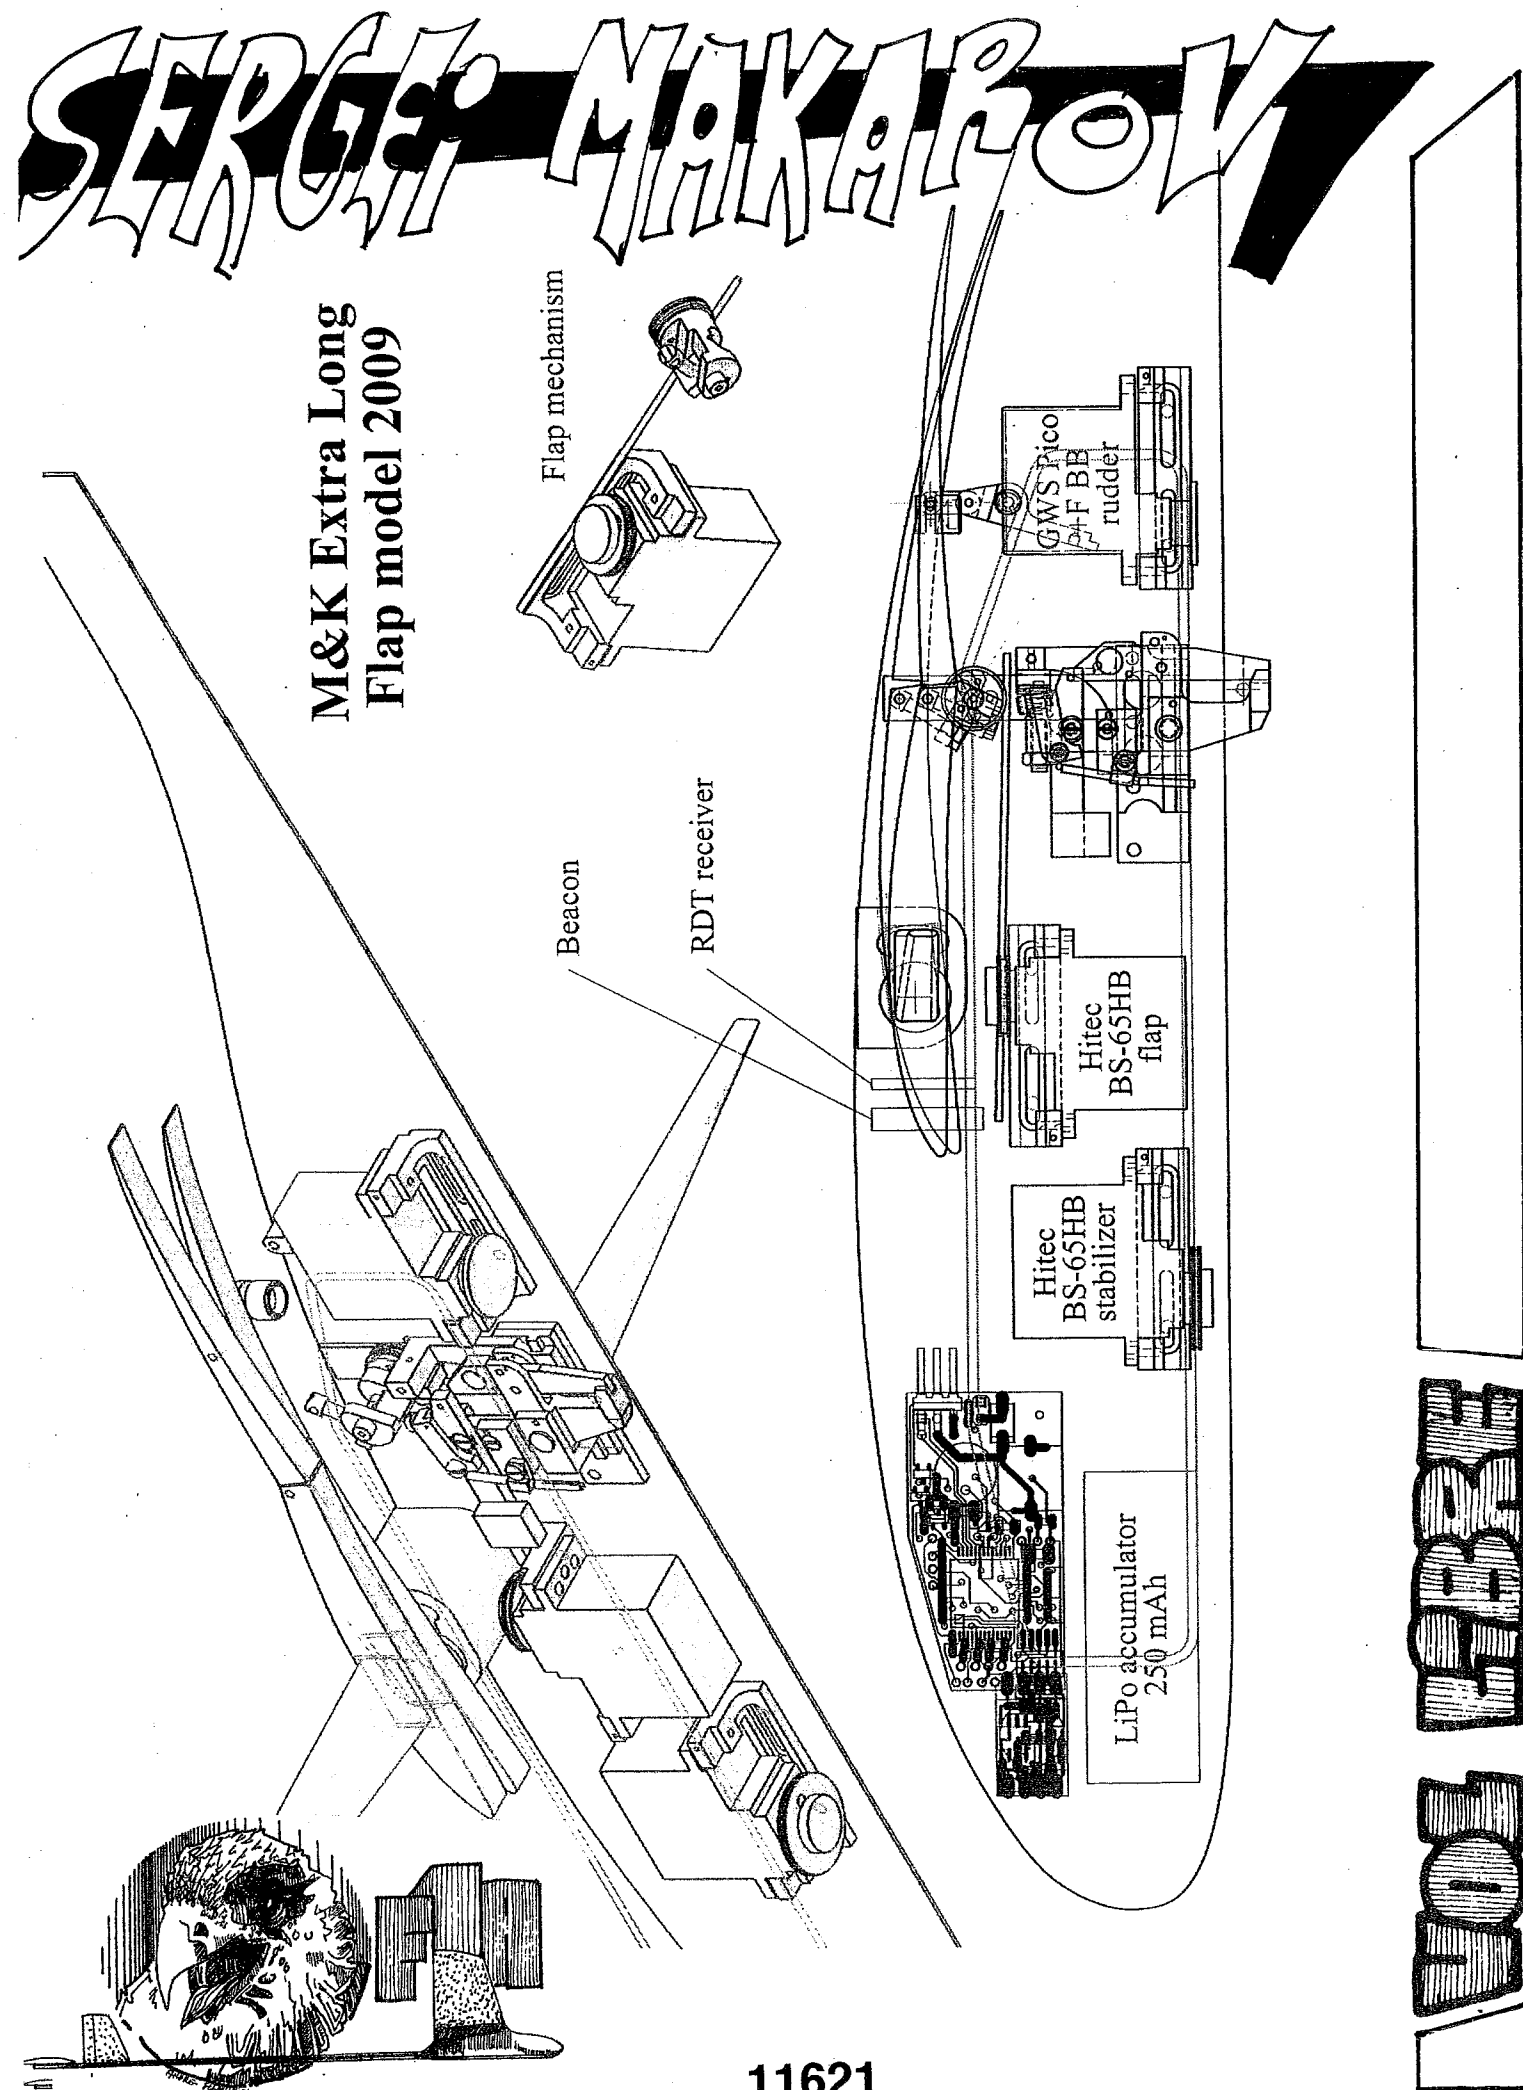 SERGEi MAKAROV
M&K Extra Long
Flap model 2009
Flap mechanism
Beacon
RDT receiver
GWS Pico
P+F BB
rudder
Hitec
BS-65HB
flap
Hitec
BS-65HB
stabilizer
LiPo accumulator
250 mAh
VOL LIBRE
11621